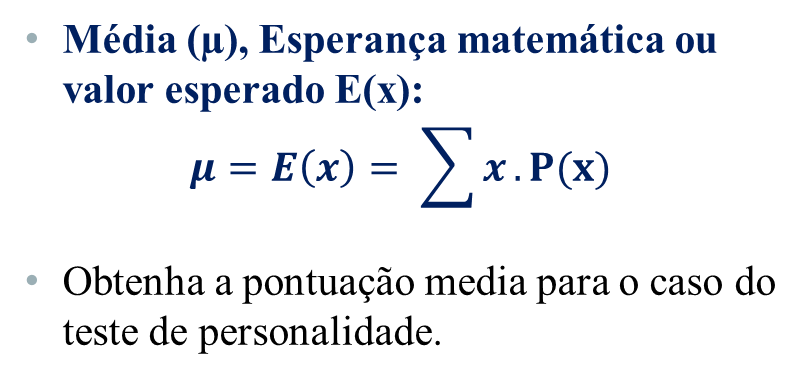 • Média (μ), Esperança matemática ou
valor esperado E(x):
μ = E(x) = ∑ x . P(x)
• Obtenha a pontuação media para o caso do
teste de personalidade.